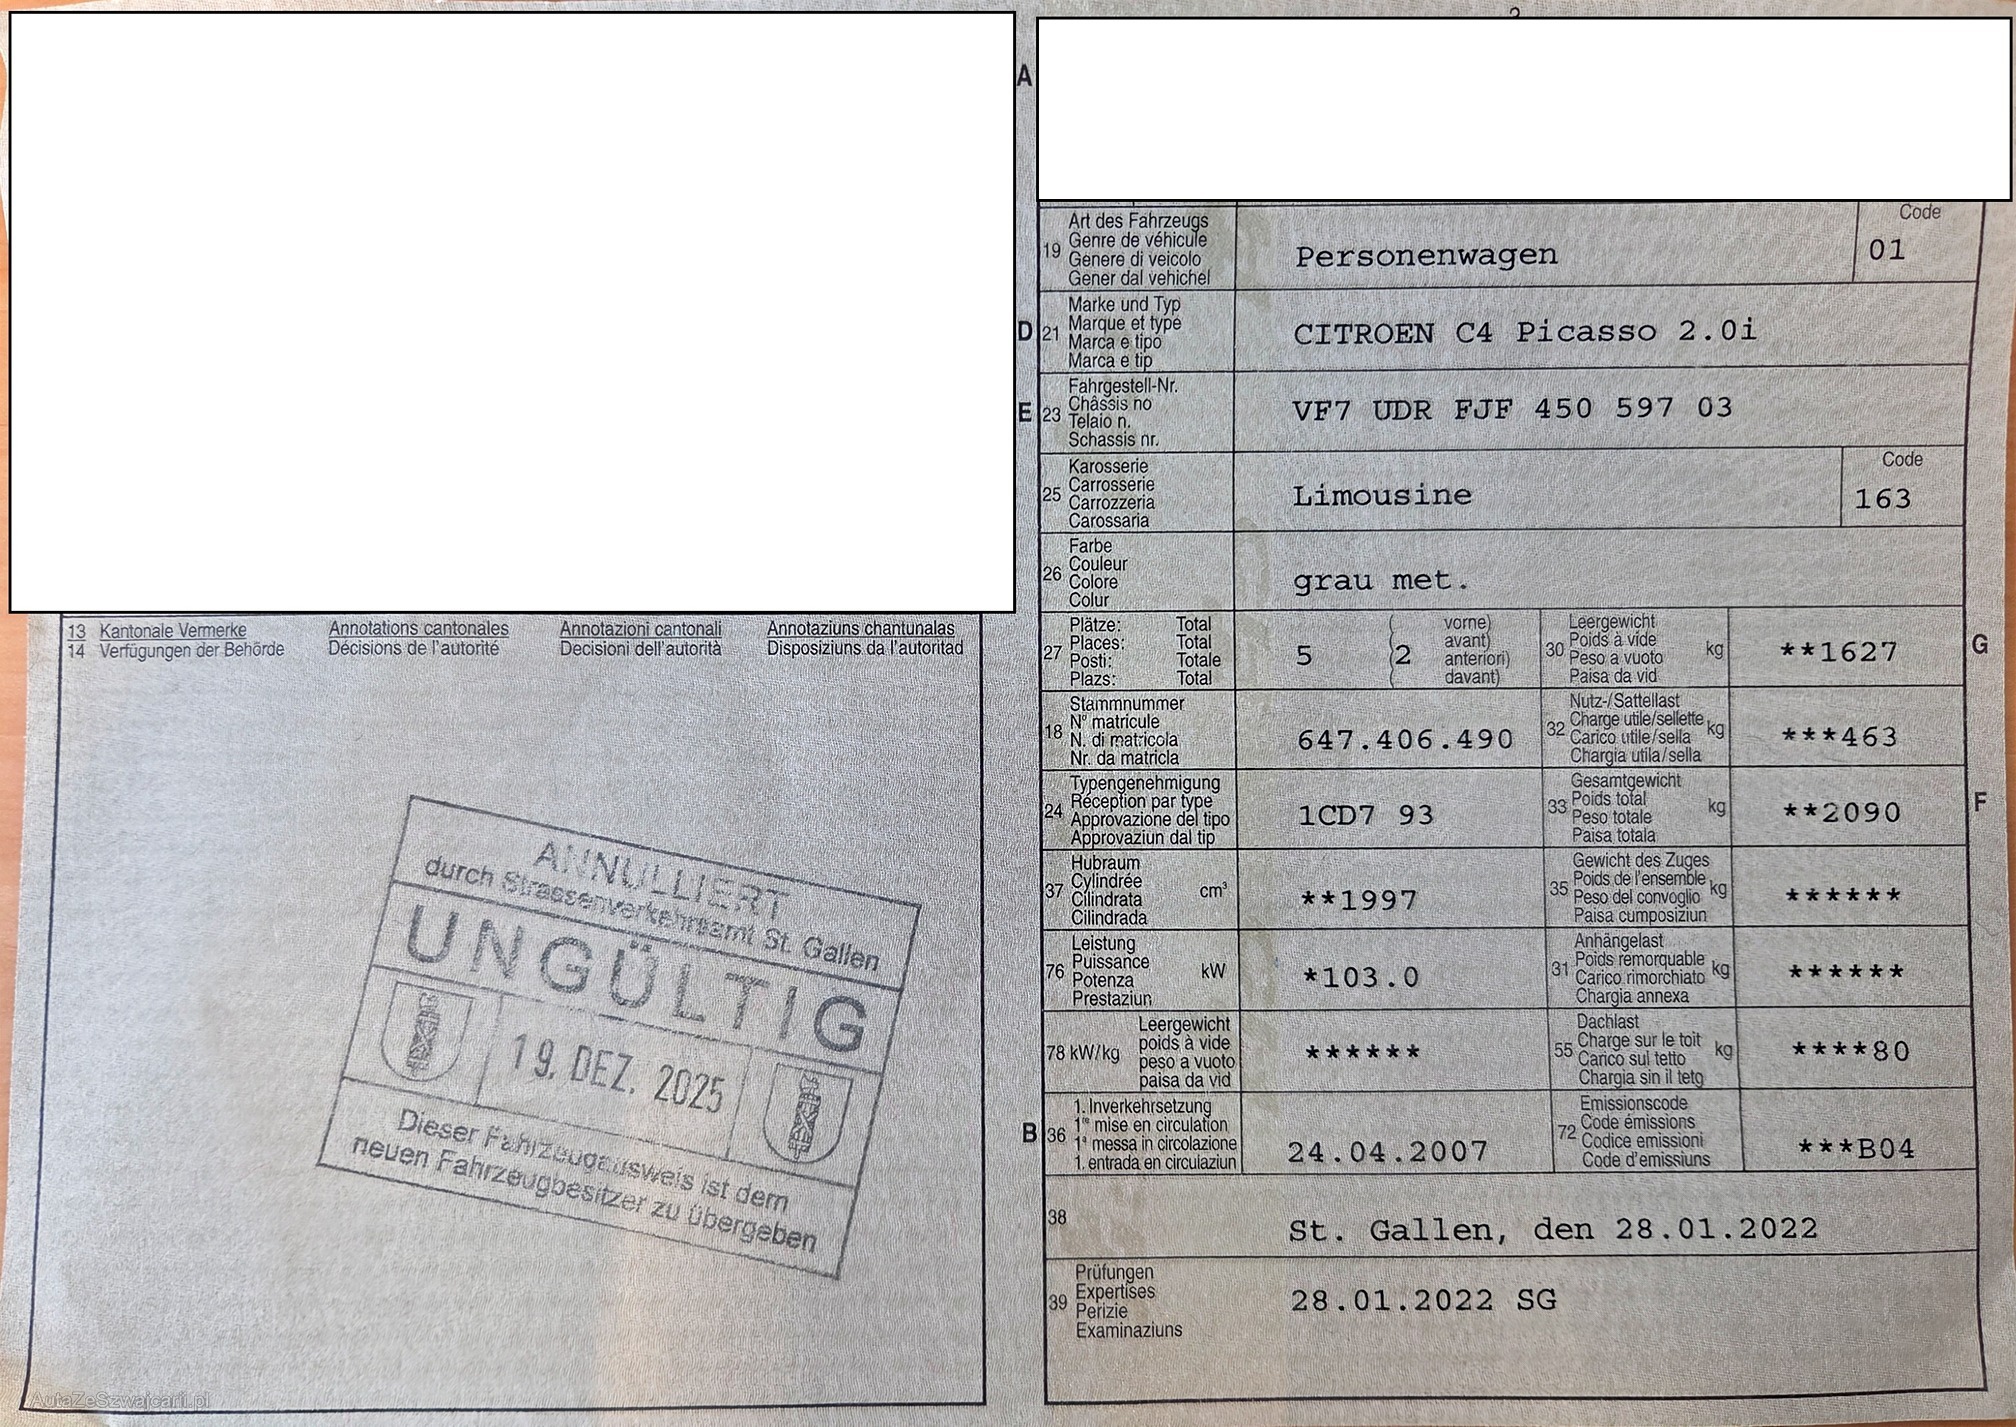 A
19 Art des Fahrzeugs
Genre de véhicule
Genere di veicolo
Gener dal vehichel
Personenwagen
Code
01
D 21 Marke und Typ
Marque et type
Marca e tipo
Marca e tip
CITROEN C4 Picasso 2.0i
E 23 Fahrgestell-Nr.
Châssis no
Telaio n.
Schassis nr.
VF7 UDR FJF 450 597 03
25 Karosserie
Carrosserie
Carrozzeria
Carossaria
Limousine
Code
163
26 Farbe
Couleur
Colore
Colur
grau met.
13 Kantonale Vermerke Annotations cantonales Annotazioni cantonali Annotaziuns chantunalas
14 Verfügungen der Behörde Décisions de l'autorité Decisioni dell'autorità Disposiziuns da l'autoritad
27 Plätze: Total
Places: Total
Posti: Totale
Plazs: Total
5 (2 vorne)
avant)
anteriori)
davant)
30 Leergewicht
Poids à vide
Peso a vuoto
Paisa da vid
kg **1627 G
18 Stammnummer
N° matricule
N. di matricola
Nr. da matricla
647.406.490
32 Nutz-/Sattellast
Charge utile/sellette
Carico utile/sella
Chargia utila/sella
kg ***463
24 Typengenehmigung
Réception par type
Approvazione del tipo
Approvaziun dal tip
1CD7 93
33 Gesamtgewicht
Poids total
Peso totale
Paisa totala
kg **2090 F
37 Hubraum
Cylindrée
Cilindrata
Cilindrada
cm³ **1997
35 Gewicht des Zuges
Poids de l'ensemble
Peso del convoglio
Paisa cumposiziun
kg ******
76 Leistung
Puissance
Potenza
Prestaziun
kW *103.0
31 Anhängelast
Poids remorquable
Carico rimorchiato
Chargia annexa
kg ******
78 kW/kg Leergewicht
poids à vide
peso a vuoto
paisa da vid
******
55 Dachlast
Charge sur le toit
Carico sul tetto
Chargia sin il tetg
kg ****80
B 36 1. Inverkehrsetzung
1re mise en circulation
1a messa in circolazione
1. entrada en circulaziun
24.04.2007
72 Emissionscode
Code émissions
Codice emissioni
Code d'emissiuns
***B04
38 St. Gallen, den 28.01.2022
39 Prüfungen
Expertises
Perizie
Examinaziuns
28.01.2022 SG
ANNULLIERT
durch Strassenverkehrsamt St. Gallen
UNGÜLTIG
19. DEZ. 2025
Dieser Fahrzeugausweis ist dem
neuen Fahrzeugbesitzer zu übergeben
AutaZeSzwajcarii.pl